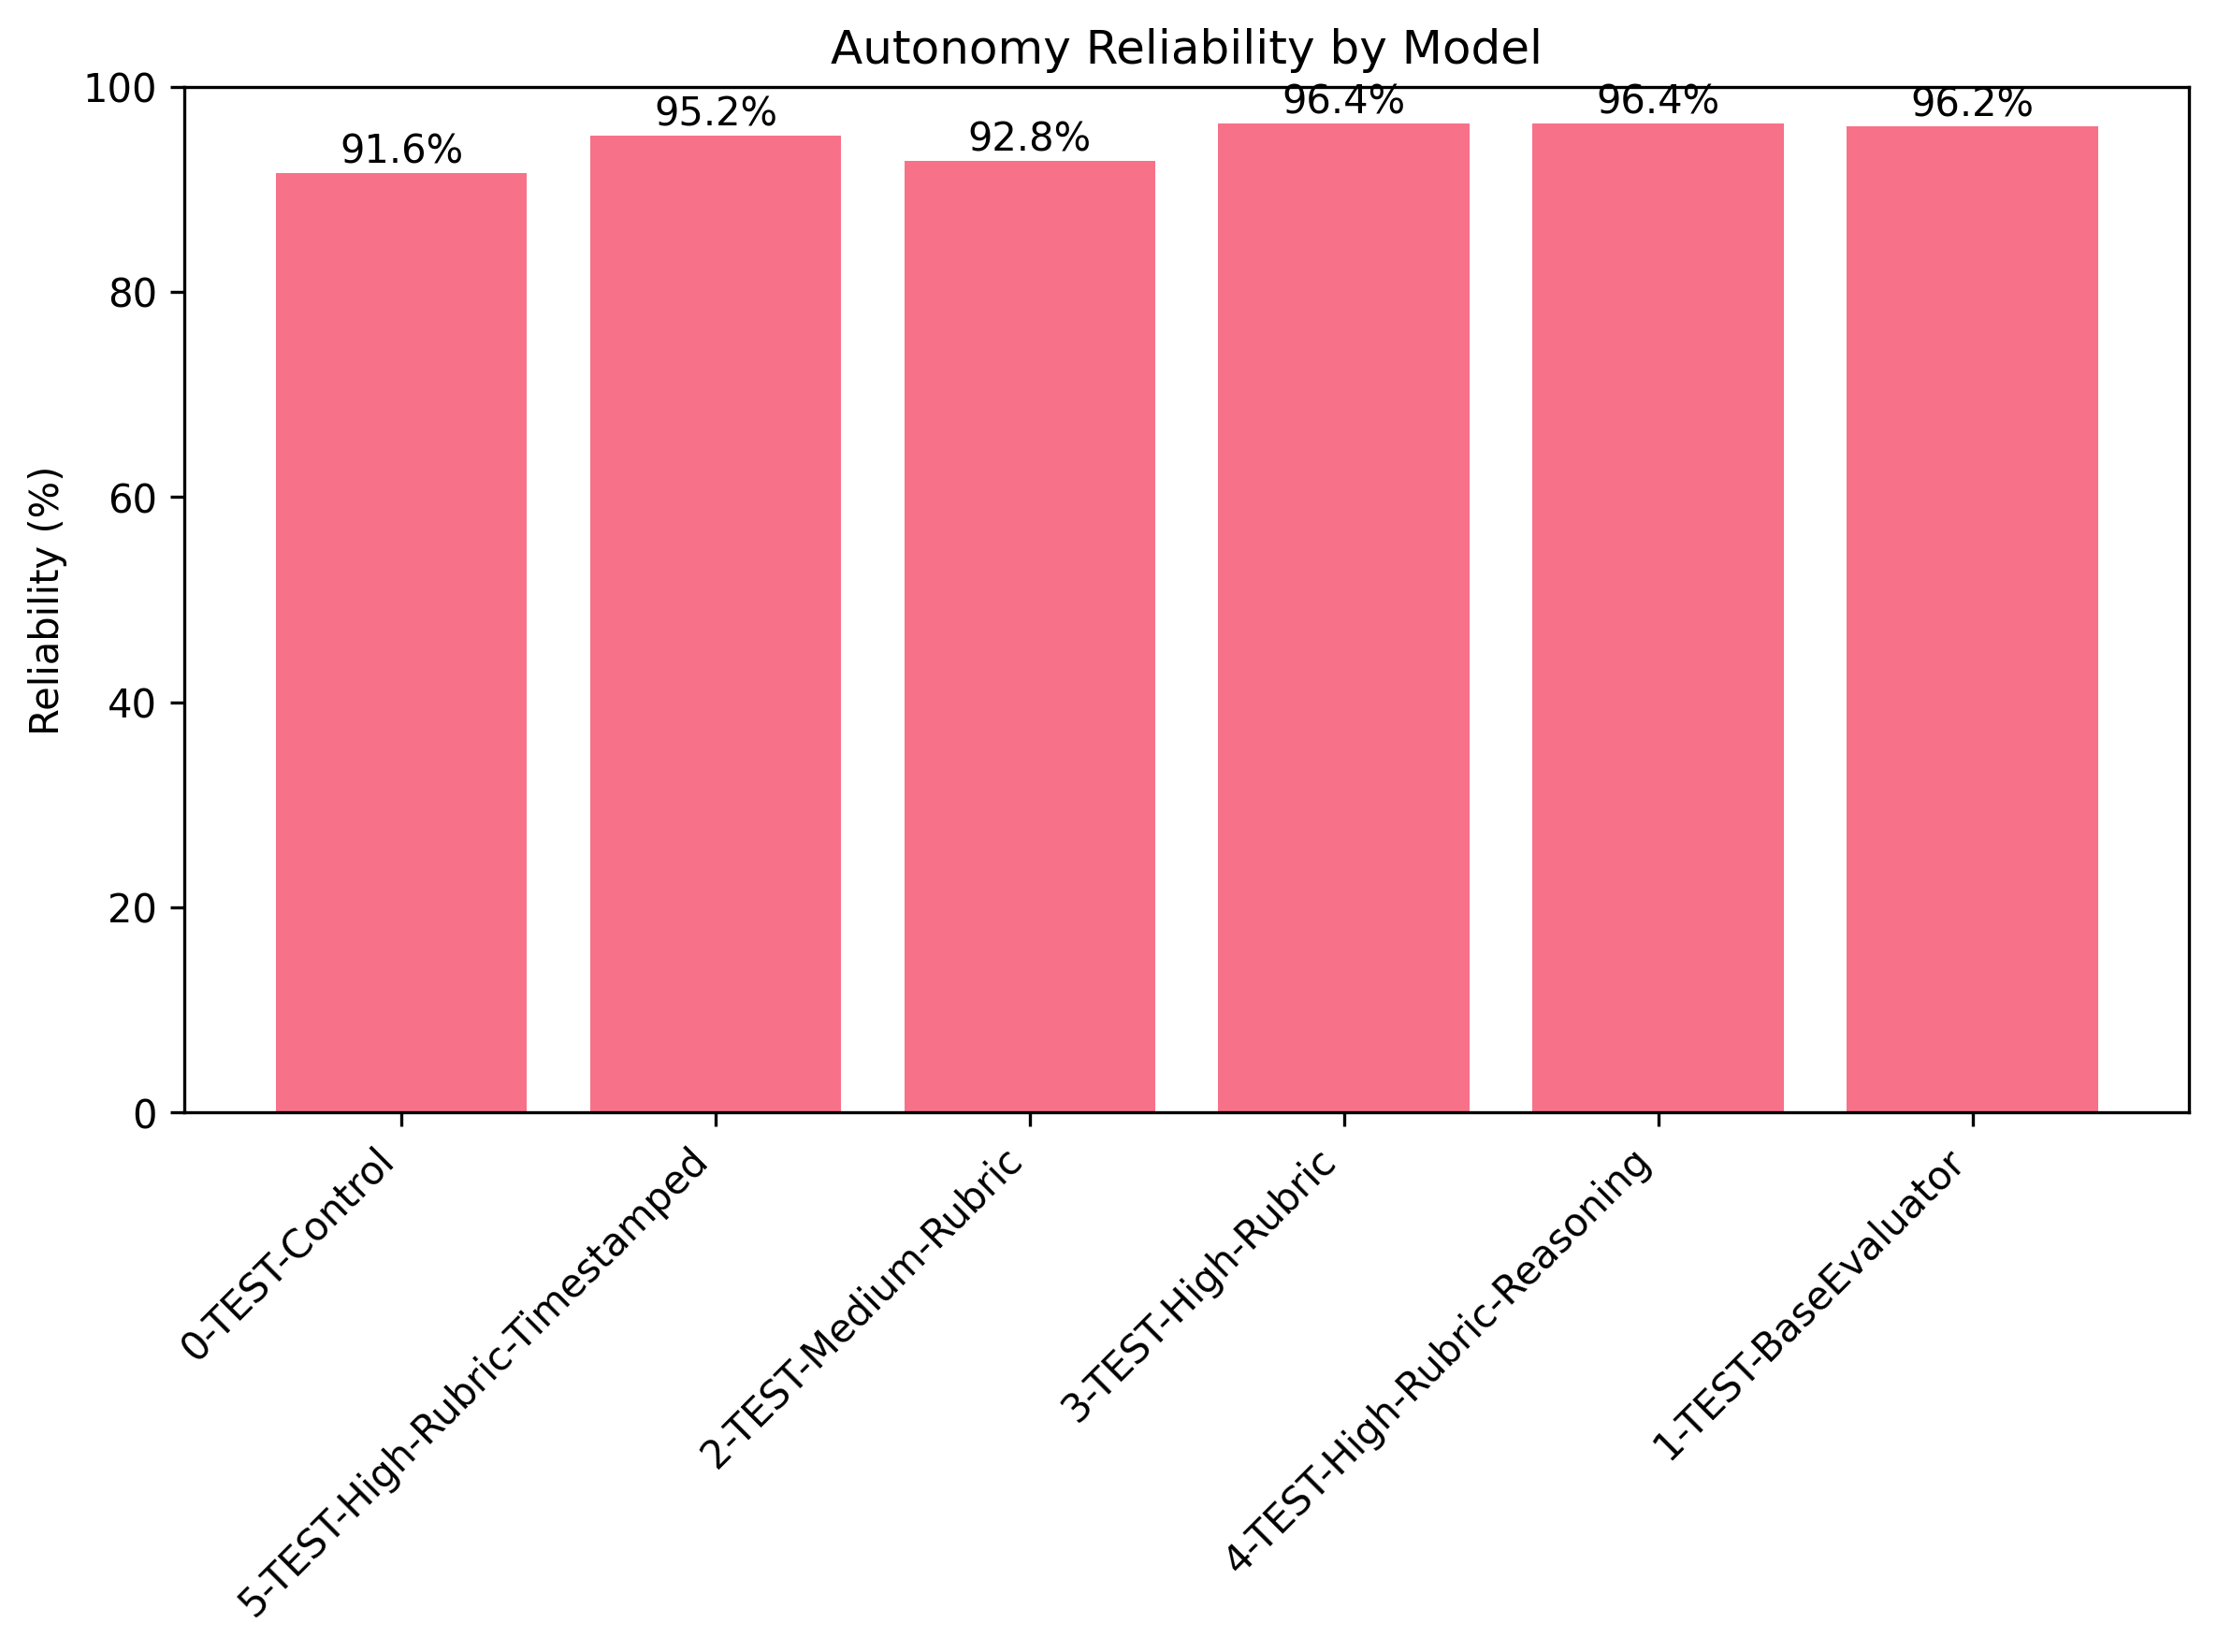 Autonomy Reliability by Model
Reliability (%)
100
80
60
40
20
0
91.6%
95.2%
92.8%
96.4%
96.4%
96.2%
0-TEST-Control
5-TEST-High-Rubric-Timestamped
2-TEST-Medium-Rubric
3-TEST-High-Rubric
4-TEST-High-Rubric-Reasoning
1-TEST-BaseEvaluator